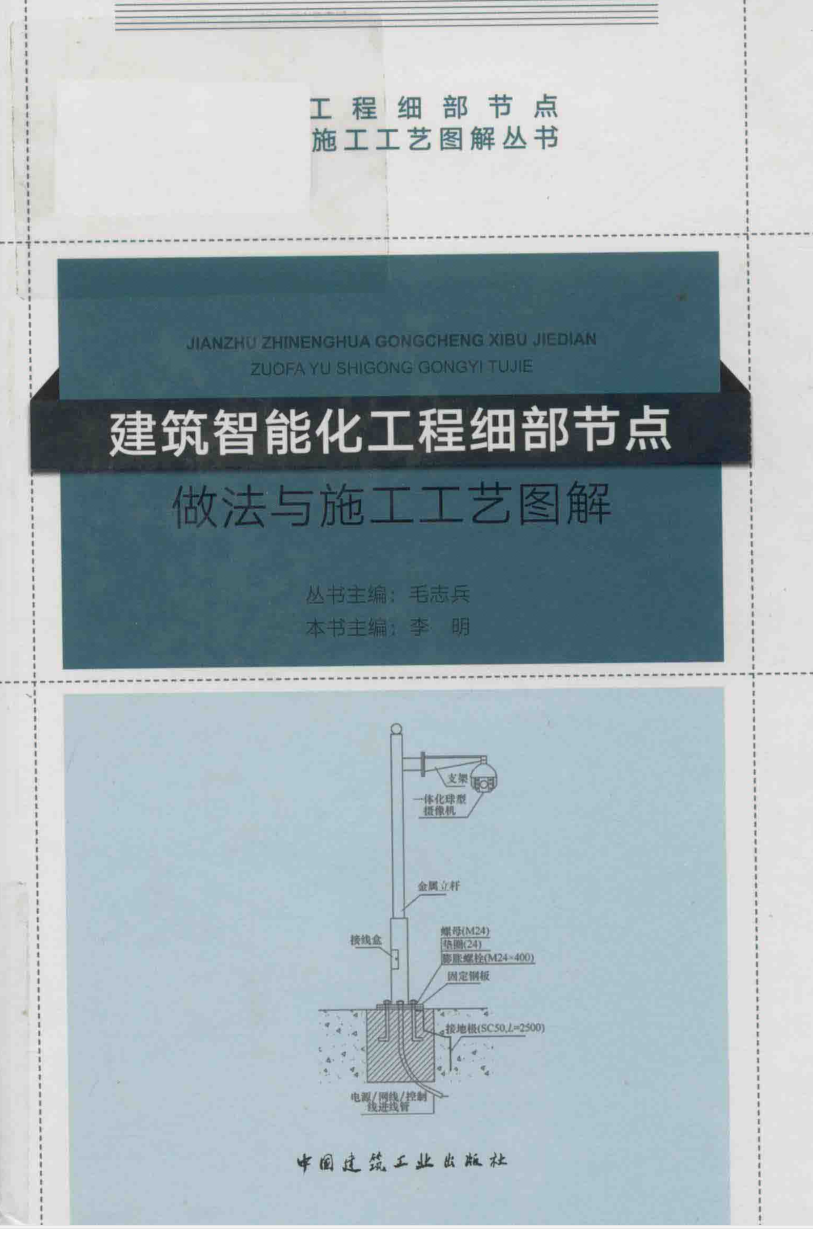 工程细部节点
施工工艺图解丛书
JIANZHU ZHINENGHUA GONGCHENG XIBU JIEDIAN
ZUOFA YU SHIGONG GONGYI TUJIE
建筑智能化工程细部节点
做法与施工工艺图解
丛书主编：毛志兵
本书主编：李 明
支架
一体化球型
摄像机
金属立杆
接线盒
螺母(M24)
垫圈(24)
膨胀螺栓(M24×400)
固定钢板
接地极(SC50,L=2500)
电源/网线/控制
线进线管
中国建筑工业出版社